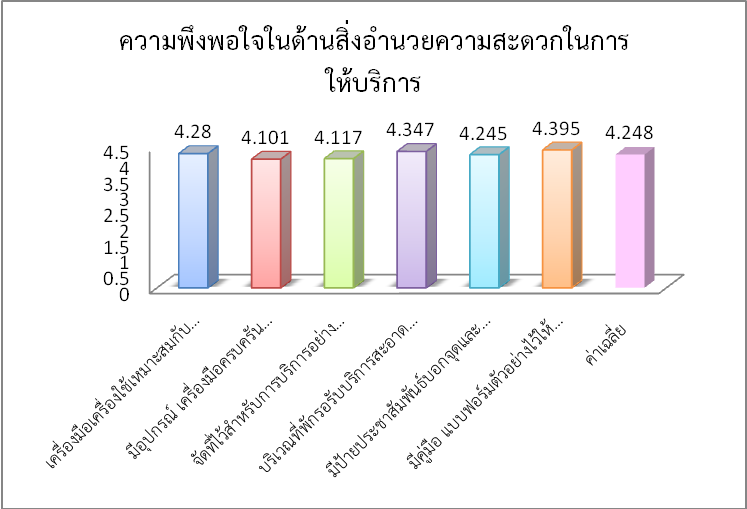 ความพึงพอใจในด้านสิ่งอำนวยความสะดวกในการ
ให้บริการ
4.28
4.101
4.117
4.347
4.245
4.395
4.248
4.5
4
3.5
3
2.5
2
1.5
1
0.5
0
เครื่องมือเครื่องใช้เหมาะสมกับ...
มีอุปกรณ์ เครื่องมือครบครัน...
จัดที่ไว้สำหรับการบริการอย่าง...
บริเวณที่พักรอรับบริการสะอาด...
มีป้ายประชาสัมพันธ์บอกจุดและ...
มีคู่มือ แบบฟอร์มตัวอย่างไว้ให้...
ค่าเฉลี่ย